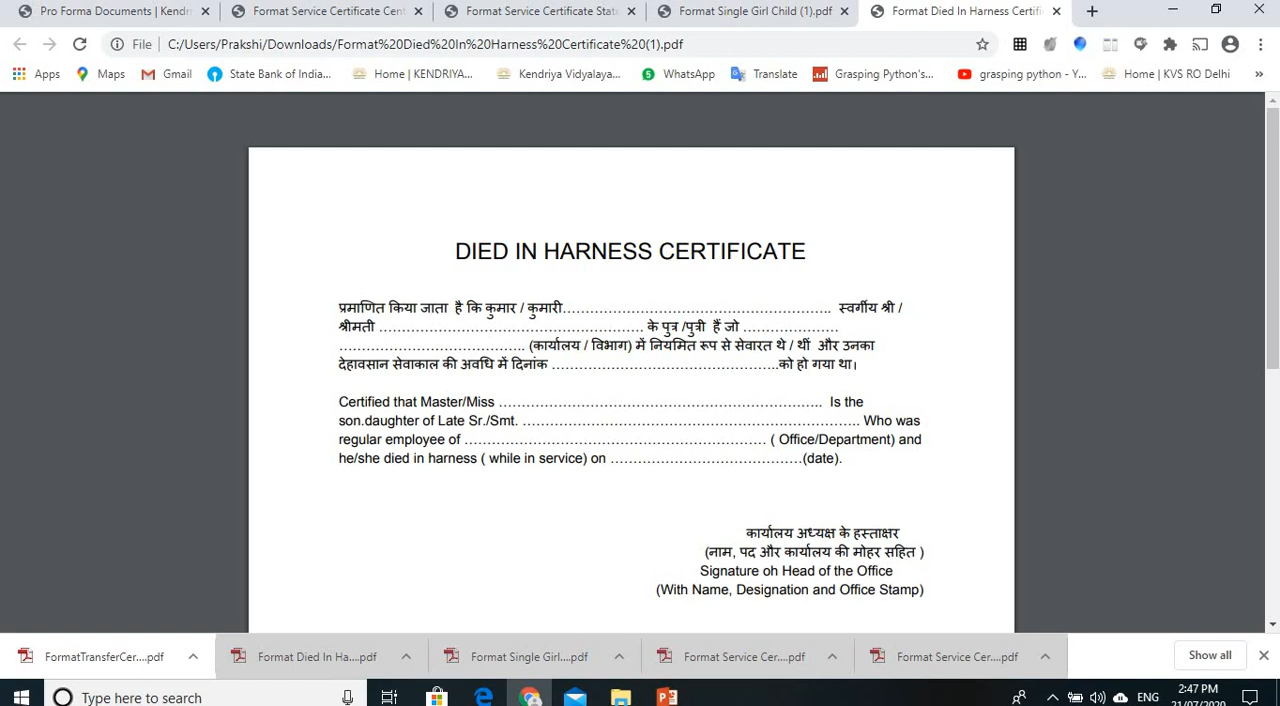 Pro Forma Documents | Kendr
Format Service Certificate Cent
Format Service Certificate State
Format Single Girl Child (1).pdf
Format Died In Harness Certific
File | C:/Users/Prakshi/Downloads/Format%20Died%20In%20Harness%20Certificate%20(1).pdf
Apps Maps Gmail State Bank of India... Home | KENDRIYA... Kendriya Vidyalaya... WhatsApp Translate Grasping Python's... grasping python - Y... Home | KVS RO Delhi »
DIED IN HARNESS CERTIFICATE
प्रमाणित किया जाता है कि कुमार / कुमारी……………………………………………….. स्वर्गीय श्री /
श्रीमती …………………………………………………. के पुत्र /पुत्री हैं जो …………………
………………………………….. (कार्यालय / विभाग) में नियमित रूप से सेवारत थे / थीं और उनका
देहावसान सेवाकाल की अवधि में दिनांक …………………………………………..को हो गया था।
Certified that Master/Miss …………………………………………………………….. Is the
son.daughter of Late Sr./Smt. ……………………………………………………………….. Who was
regular employee of …………………………………………………………. ( Office/Department) and
he/she died in harness ( while in service) on ……………………………………(date).
कार्यालय अध्यक्ष के हस्ताक्षर
(नाम, पद और कार्यालय की मोहर सहित )
Signature oh Head of the Office
(With Name, Designation and Office Stamp)
FormatTransferCer....pdf Format Died In Ha....pdf Format Single Girl....pdf Format Service Cer....pdf Format Service Cer....pdf Show all
Type here to search ENG 2:47 PM
21/07/2020